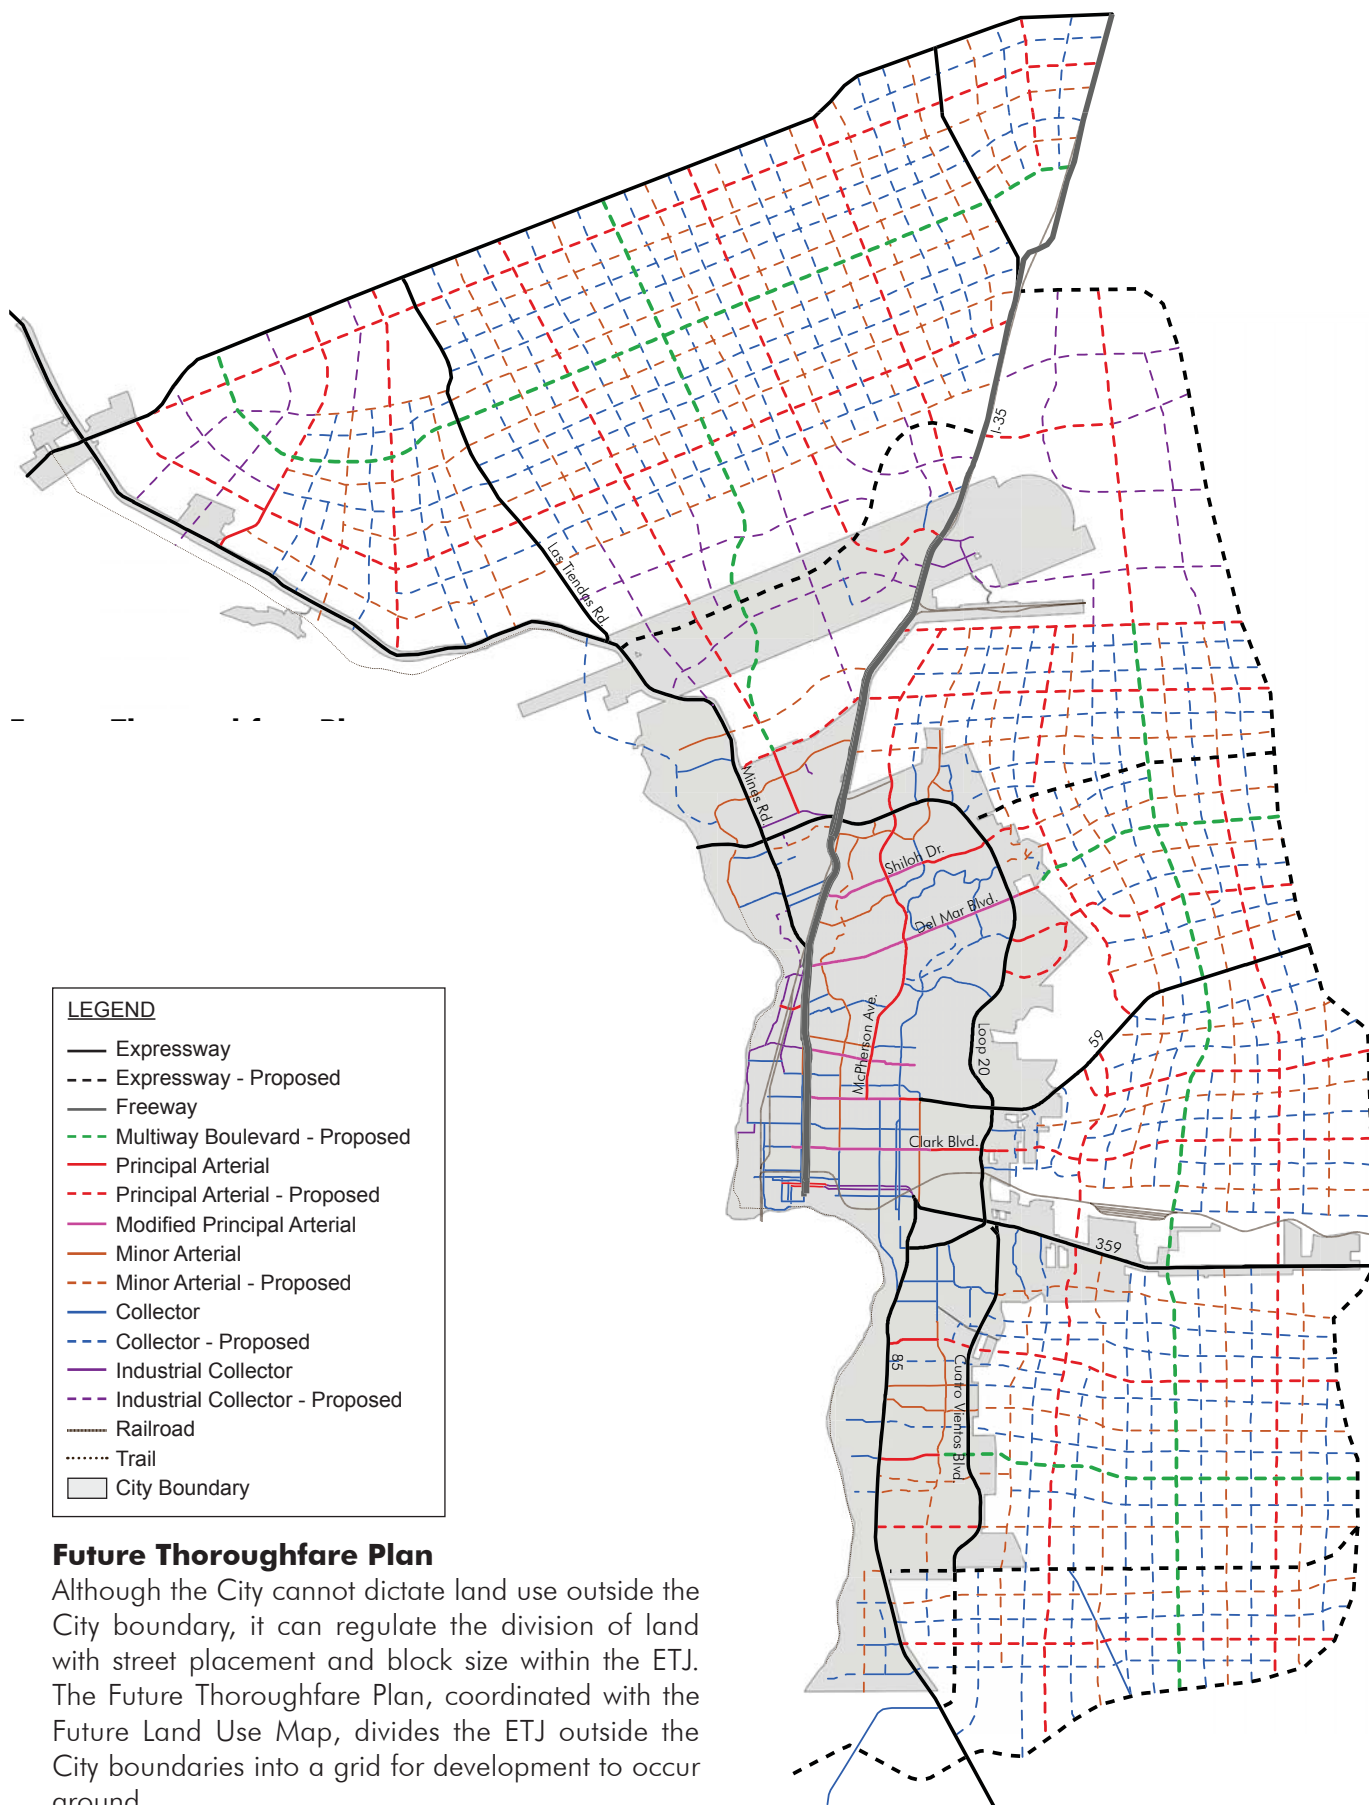 I-35
Las Tiendas Rd.
Mines Rd.
Shiloh Dr.
Del Mar Blvd.
McPherson Ave.
Loop 20
59
Clark Blvd.
359
85
Cuatro Vientos Blvd.
LEGEND
Expressway
Expressway - Proposed
Freeway
Multiway Boulevard - Proposed
Principal Arterial
Principal Arterial - Proposed
Modified Principal Arterial
Minor Arterial
Minor Arterial - Proposed
Collector
Collector - Proposed
Industrial Collector
Industrial Collector - Proposed
Railroad
Trail
City Boundary
Future Thoroughfare Plan
Although the City cannot dictate land use outside the
City boundary, it can regulate the division of land
with street placement and block size within the ETJ.
The Future Thoroughfare Plan, coordinated with the
Future Land Use Map, divides the ETJ outside the
City boundaries into a grid for development to occur
around